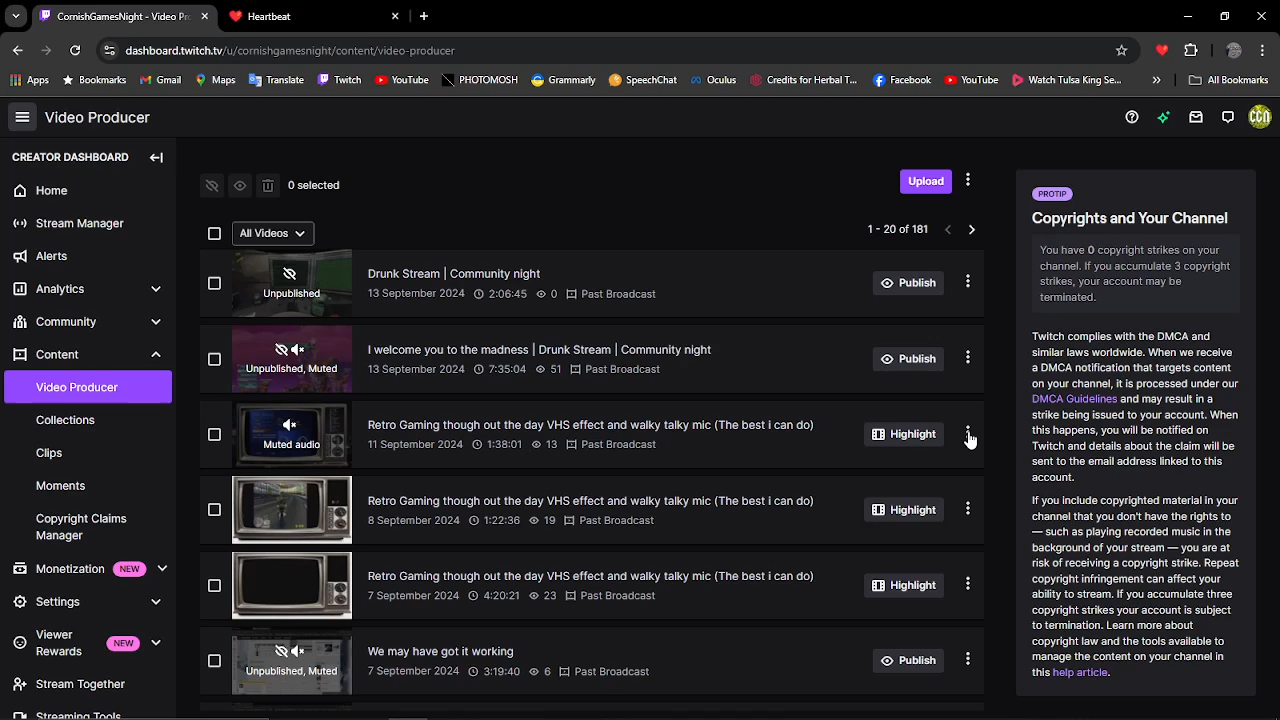 CornishGamesNight - Video Pro
Heartbeat
dashboard.twitch.tv/u/cornishgamesnight/content/video-producer
Apps
Bookmarks
Gmail
Maps
Translate
Twitch
YouTube
PHOTOMOSH
Grammarly
SpeechChat
Oculus
Credits for Herbal T...
Facebook
YouTube
Watch Tulsa King Se...
All Bookmarks
Video Producer
CGN
CREATOR DASHBOARD
Home
Stream Manager
Alerts
Analytics
Community
Content
Video Producer
Collections
Clips
Moments
Copyright Claims
Manager
Monetization NEW
Settings
Viewer
Rewards NEW
Stream Together
Streaming Tools
0 selected
Upload
All Videos
1 - 20 of 181
Unpublished
Drunk Stream | Community night
13 September 2024 2:06:45 0 Past Broadcast
Publish
Unpublished, Muted
I welcome you to the madness | Drunk Stream | Community night
13 September 2024 7:35:04 51 Past Broadcast
Publish
Muted audio
Retro Gaming though out the day VHS effect and walky talky mic (The best i can do)
11 September 2024 1:38:01 13 Past Broadcast
Highlight
Retro Gaming though out the day VHS effect and walky talky mic (The best i can do)
8 September 2024 1:22:36 19 Past Broadcast
Highlight
Retro Gaming though out the day VHS effect and walky talky mic (The best i can do)
7 September 2024 4:20:21 23 Past Broadcast
Highlight
Unpublished, Muted
We may have got it working
7 September 2024 3:19:40 6 Past Broadcast
Publish
PROTIP
Copyrights and Your Channel
You have 0 copyright strikes on your
channel. If you accumulate 3 copyright
strikes, your account may be
terminated.
Twitch complies with the DMCA and
similar laws worldwide. When we receive
a DMCA notification that targets content
on your channel, it is processed under our
DMCA Guidelines and may result in a
strike being issued to your account. When
this happens, you will be notified on
Twitch and details about the claim will be
sent to the email address linked to this
account.
If you include copyrighted material in your
channel that you don't have the rights to
— such as playing recorded music in the
background of your stream — you are at
risk of receiving a copyright strike. Repeat
copyright infringement can affect your
ability to stream. If you accumulate three
copyright strikes your account is subject
to termination. Learn more about
copyright law and the tools available to
manage the content on your channel in
this help article.